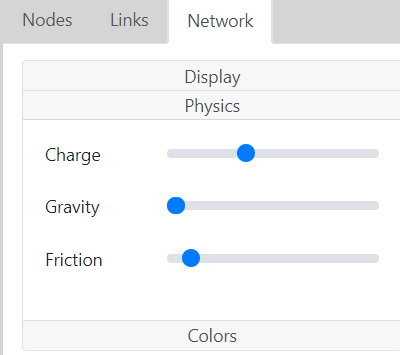 Nodes Links Network
Display
Physics
Charge
Gravity
Friction
Colors